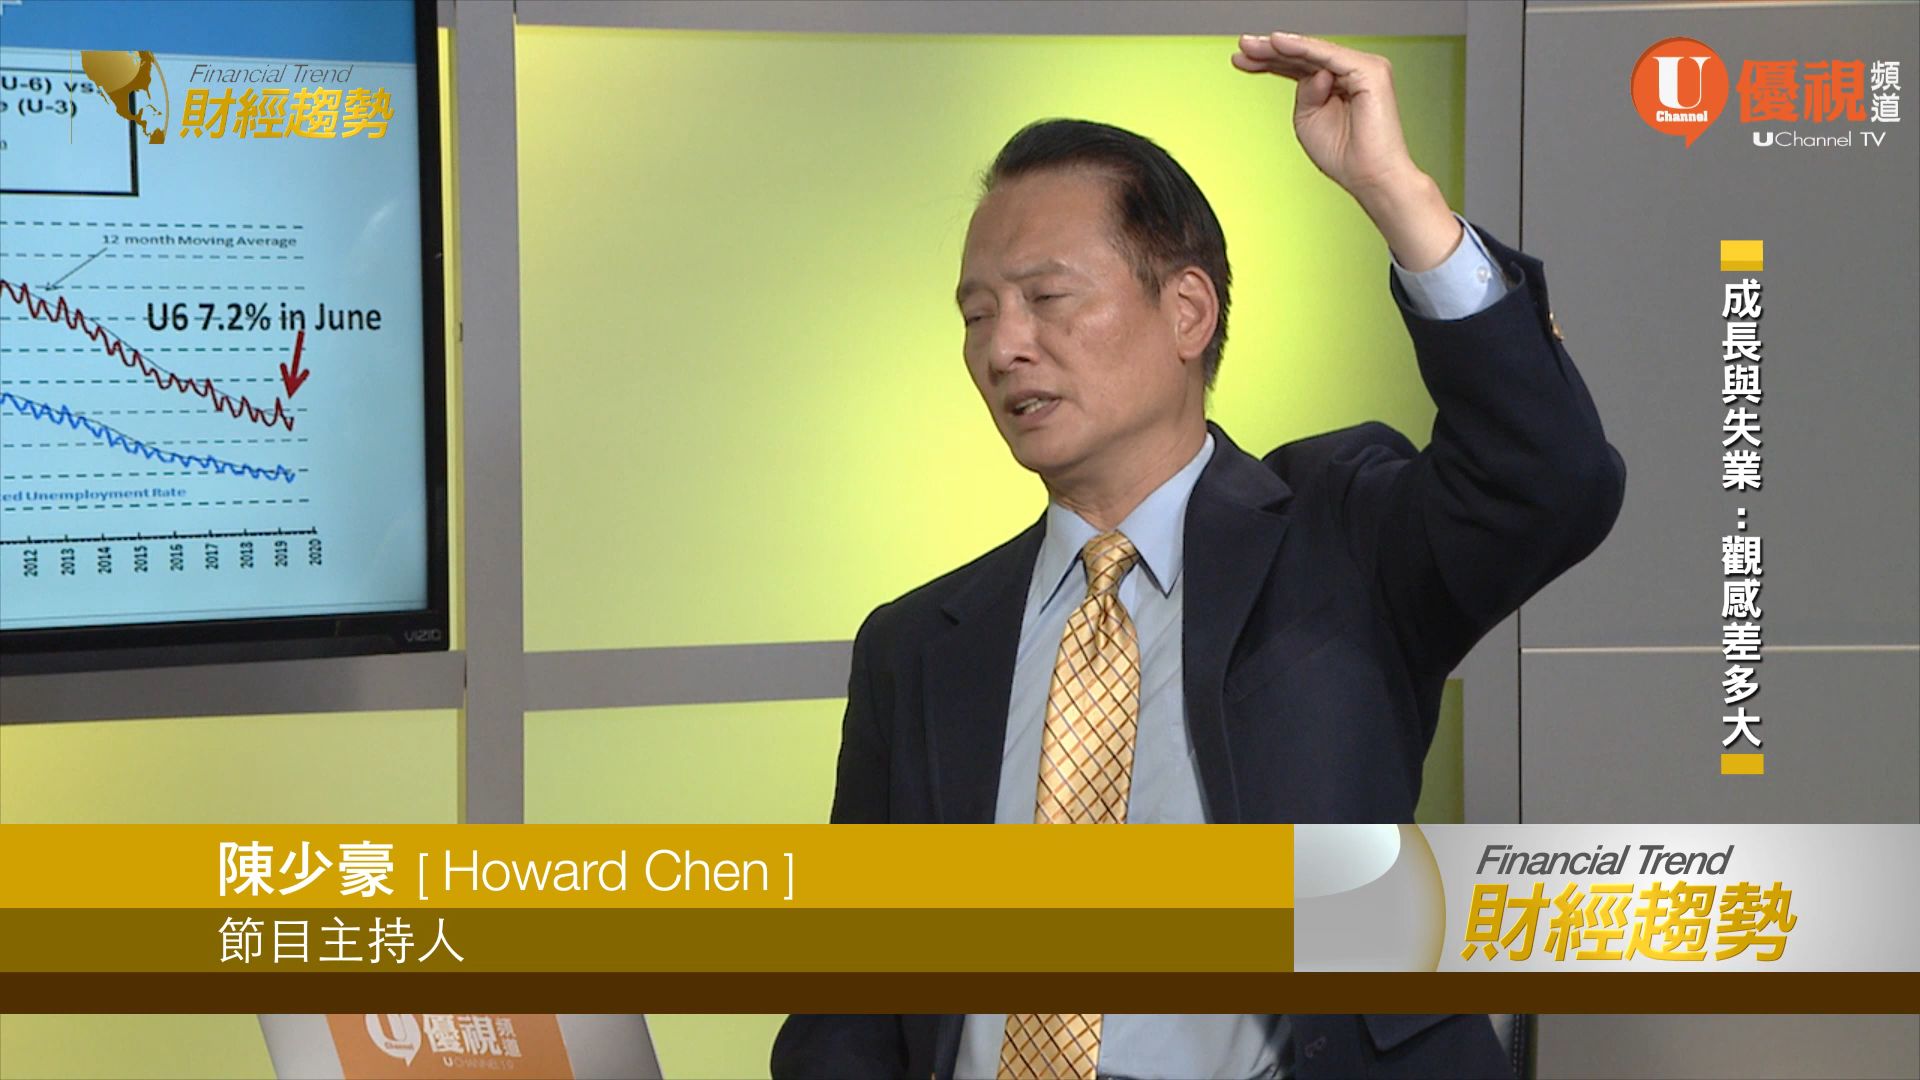 (U-6) vs.
(U-3)
Financial Trend
財經趨勢
12 month Moving Average
U6 7.2% in June
ed Unemployment Rate
2012 2013 2014 2015 2016 2017 2018 2019 2020
VIZIO
U
Channel
優視頻道
UChannel TV
成長與失業：觀感差多大
陳少豪 [ Howard Chen ]
節目主持人
Financial Trend
財經趨勢
U
Channel
優視頻道